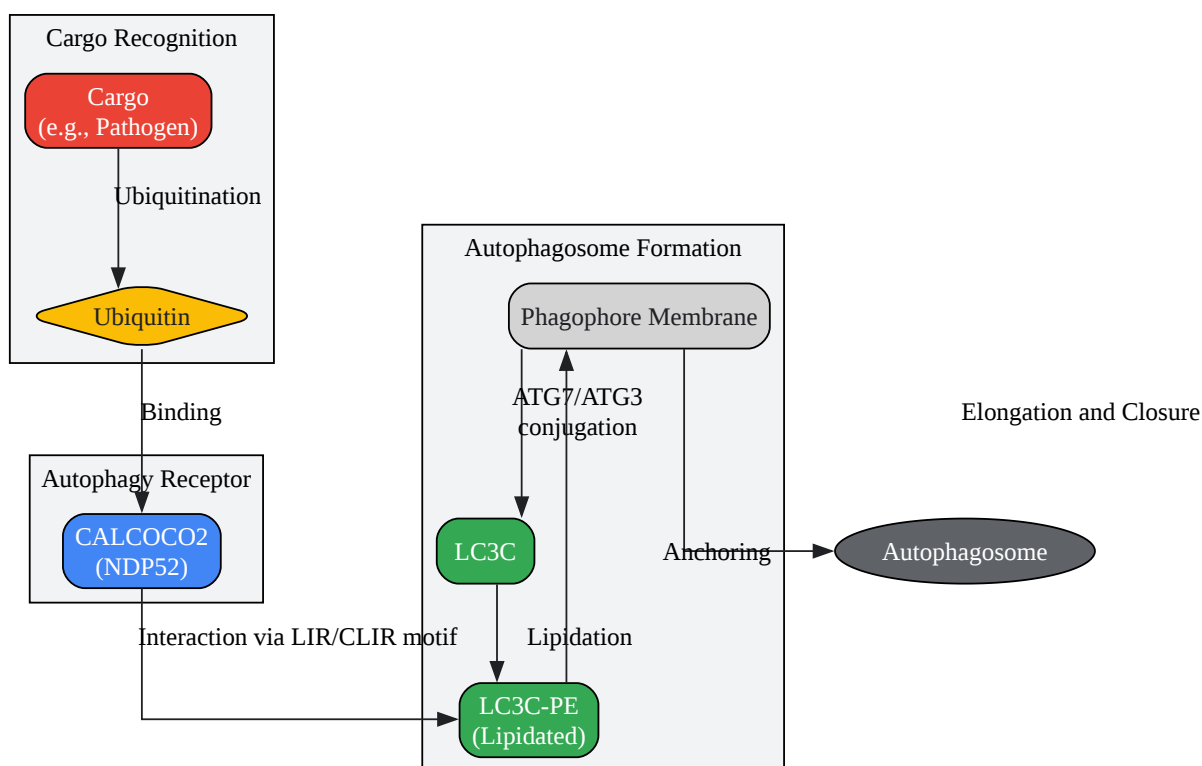 Cargo Recognition
Cargo
(e.g., Pathogen)
Ubiquitination
Ubiquitin
Binding
Autophagy Receptor
CALCOCO2
(NDP52)
Interaction via LIR/CLIR motif
Autophagosome Formation
Phagophore Membrane
ATG7/ATG3
conjugation
LC3C
Anchoring
Lipidation
LC3C-PE
(Lipidated)
Elongation and Closure
Autophagosome